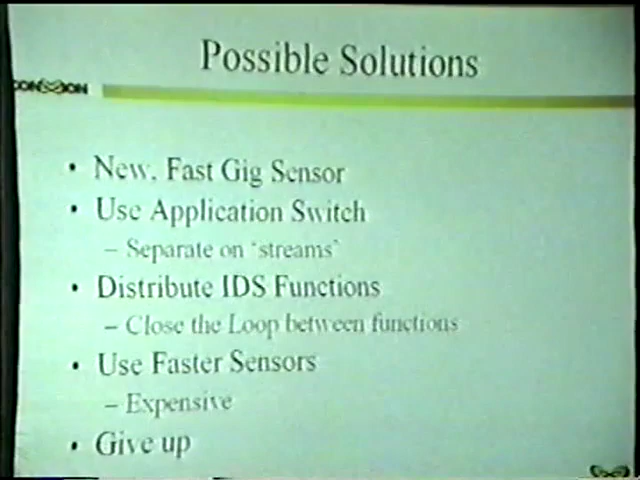 Possible Solutions
CONXION
• New, Fast Gig Sensor
• Use Application Switch
– Separate on 'streams'
• Distribute IDS Functions
– Close the Loop between functions
• Use Faster Sensors
– Expensive
• Give up